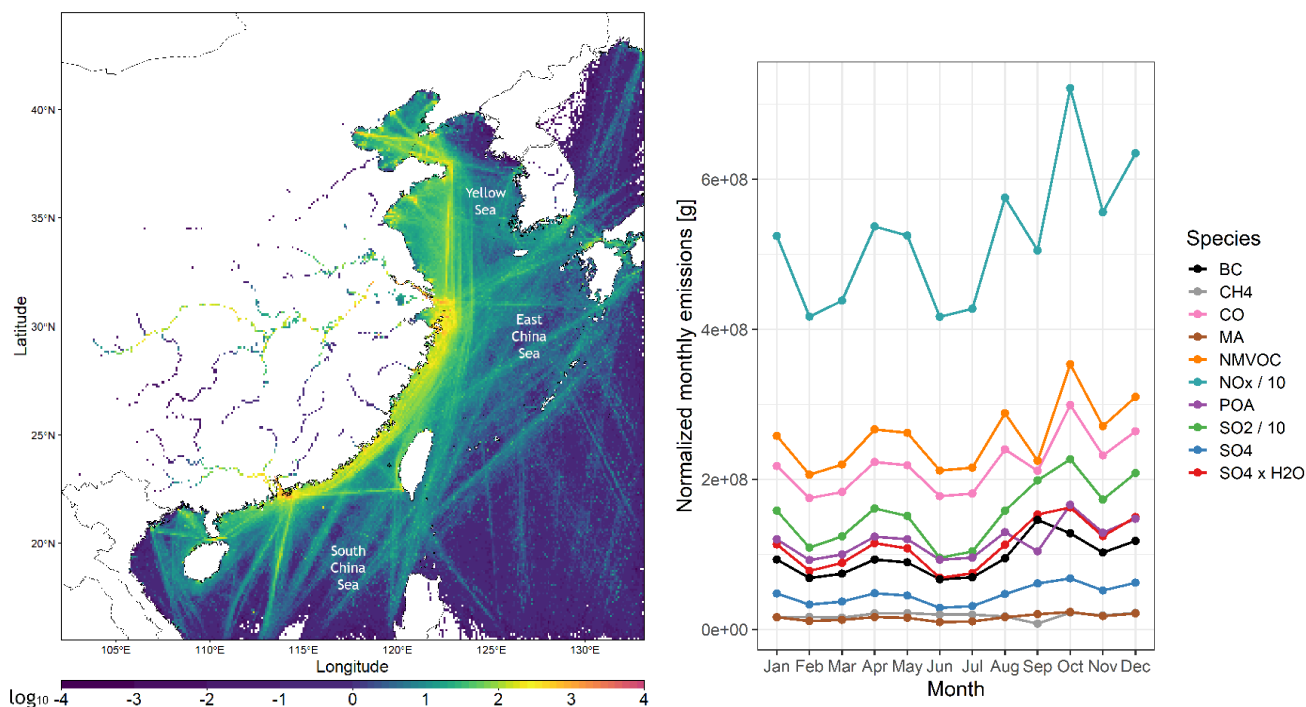 40°N
35°N
30°N
25°N
20°N
Latitude
Yellow
Sea
East
China
Sea
South
China
Sea
105°E 110°E 115°E 120°E 125°E 130°E
Longitude
log₁₀ -4 -3 -2 -1 0 1 2 3 4
Normalized monthly emissions [g]
6e+08
4e+08
2e+08
0e+00
Jan Feb Mar Apr May Jun Jul Aug Sep Oct Nov Dec
Month
Species
BC
CH4
CO
MA
NMVOC
NOx / 10
POA
SO2 / 10
SO4
SO4 x H2O